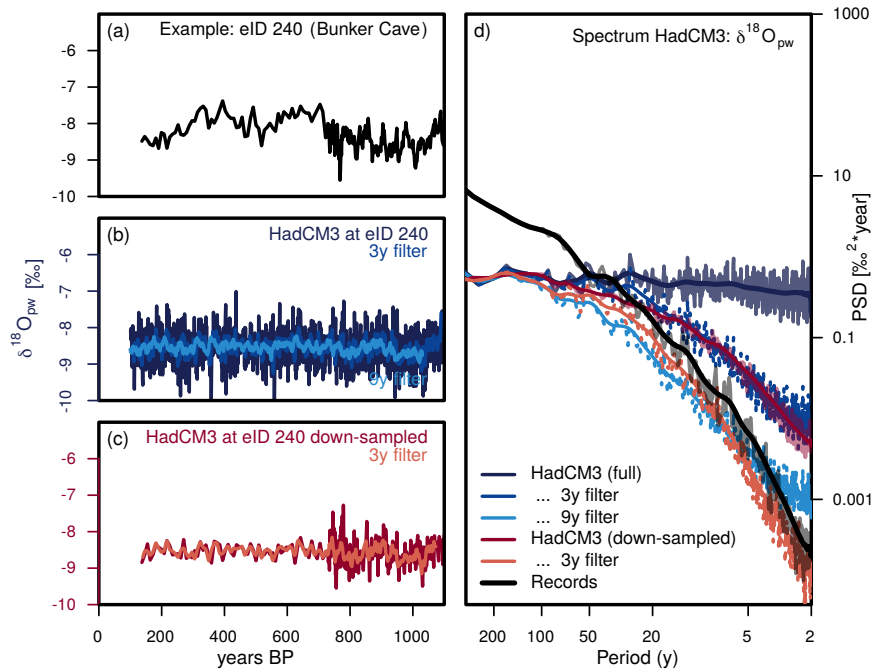 (a) Example: eID 240 (Bunker Cave)
-6
-7
-8
-9
-10
(b) HadCM3 at eID 240
3y filter
9y filter
-6
-7
-8
-9
-10
δ¹⁸Opw [‰]
(c) HadCM3 at eID 240 down-sampled
3y filter
-6
-7
-8
-9
-10
0 200 400 600 800 1000
years BP
d) Spectrum HadCM3: δ¹⁸Opw
1000
10
0.1
0.001
PSD [‰²*year]
HadCM3 (full)
... 3y filter
... 9y filter
HadCM3 (down-sampled)
... 3y filter
Records
200 100 50 20 5 2
Period (y)